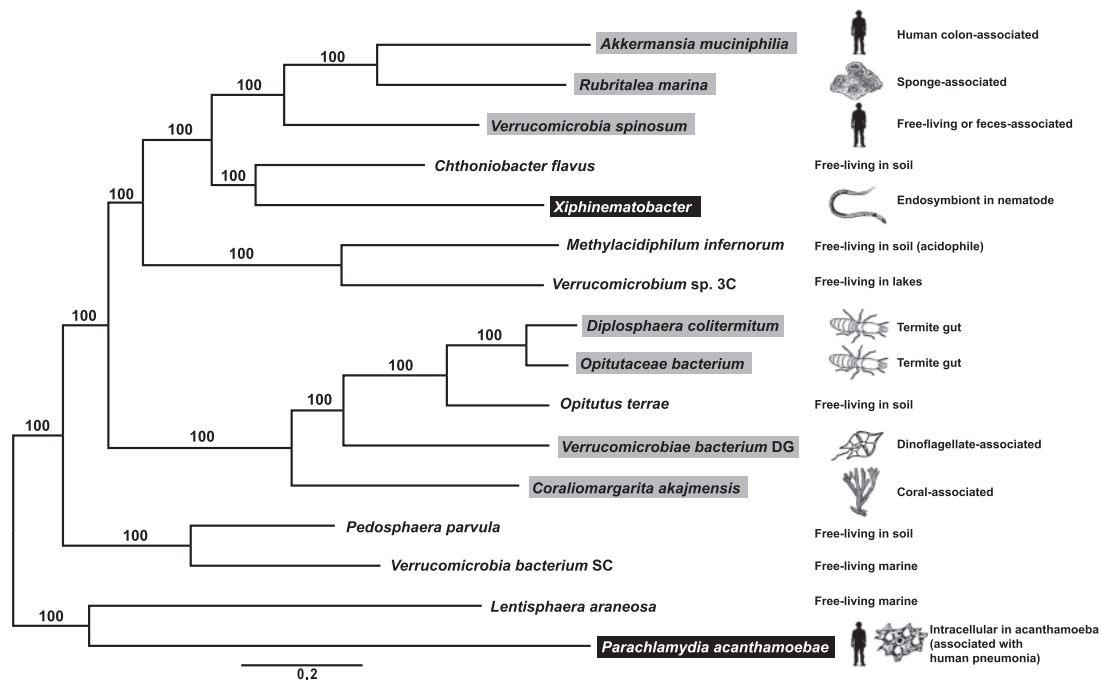 100 Akkermansia muciniphilia Human colon-associated
100 Rubritalea marina Sponge-associated
100 Verrucomicrobia spinosum Free-living or feces-associated
Chthoniobacter flavus Free-living in soil
100 Xiphinematobacter Endosymbiont in nematode
100
Methylacidiphilum infernorum Free-living in soil (acidophile)
100 Verrucomicrobium sp. 3C Free-living in lakes
100 Diplosphaera colitermitum Termite gut
100 Opitutaceae bacterium Termite gut
100 Opitutus terrae Free-living in soil
100 Verrucomicrobiae bacterium DG Dinoflagellate-associated
100 Coraliomargarita akajmensis Coral-associated
100
Pedosphaera parvula Free-living in soil
100 Verrucomicrobia bacterium SC Free-living marine
Lentisphaera araneosa Free-living marine
100 Parachlamydia acanthamoebae Intracellular in acanthamoeba
(associated with
human pneumonia)
0,2